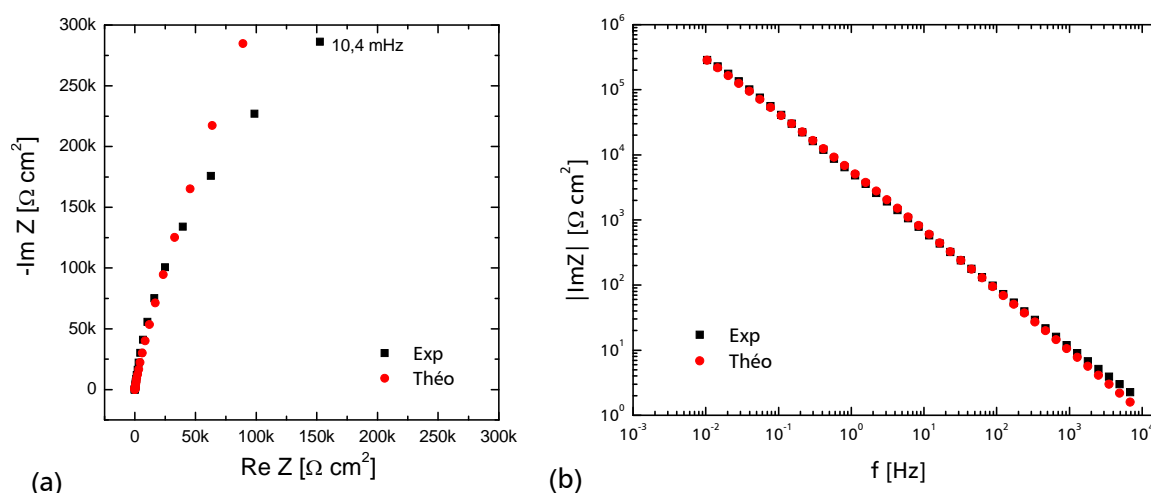 300k
250k
200k
150k
100k
50k
0
-Im Z [Ω cm²]
10,4 mHz
Exp
Théo
0 50k 100k 150k 200k 250k 300k
Re Z [Ω cm²]
(a)
10⁶
10⁵
10⁴
10³
10²
10¹
10⁰
|ImZ| [Ω cm²]
Exp
Théo
10⁻³ 10⁻² 10⁻¹ 10⁰ 10¹ 10² 10³ 10⁴
f [Hz]
(b)